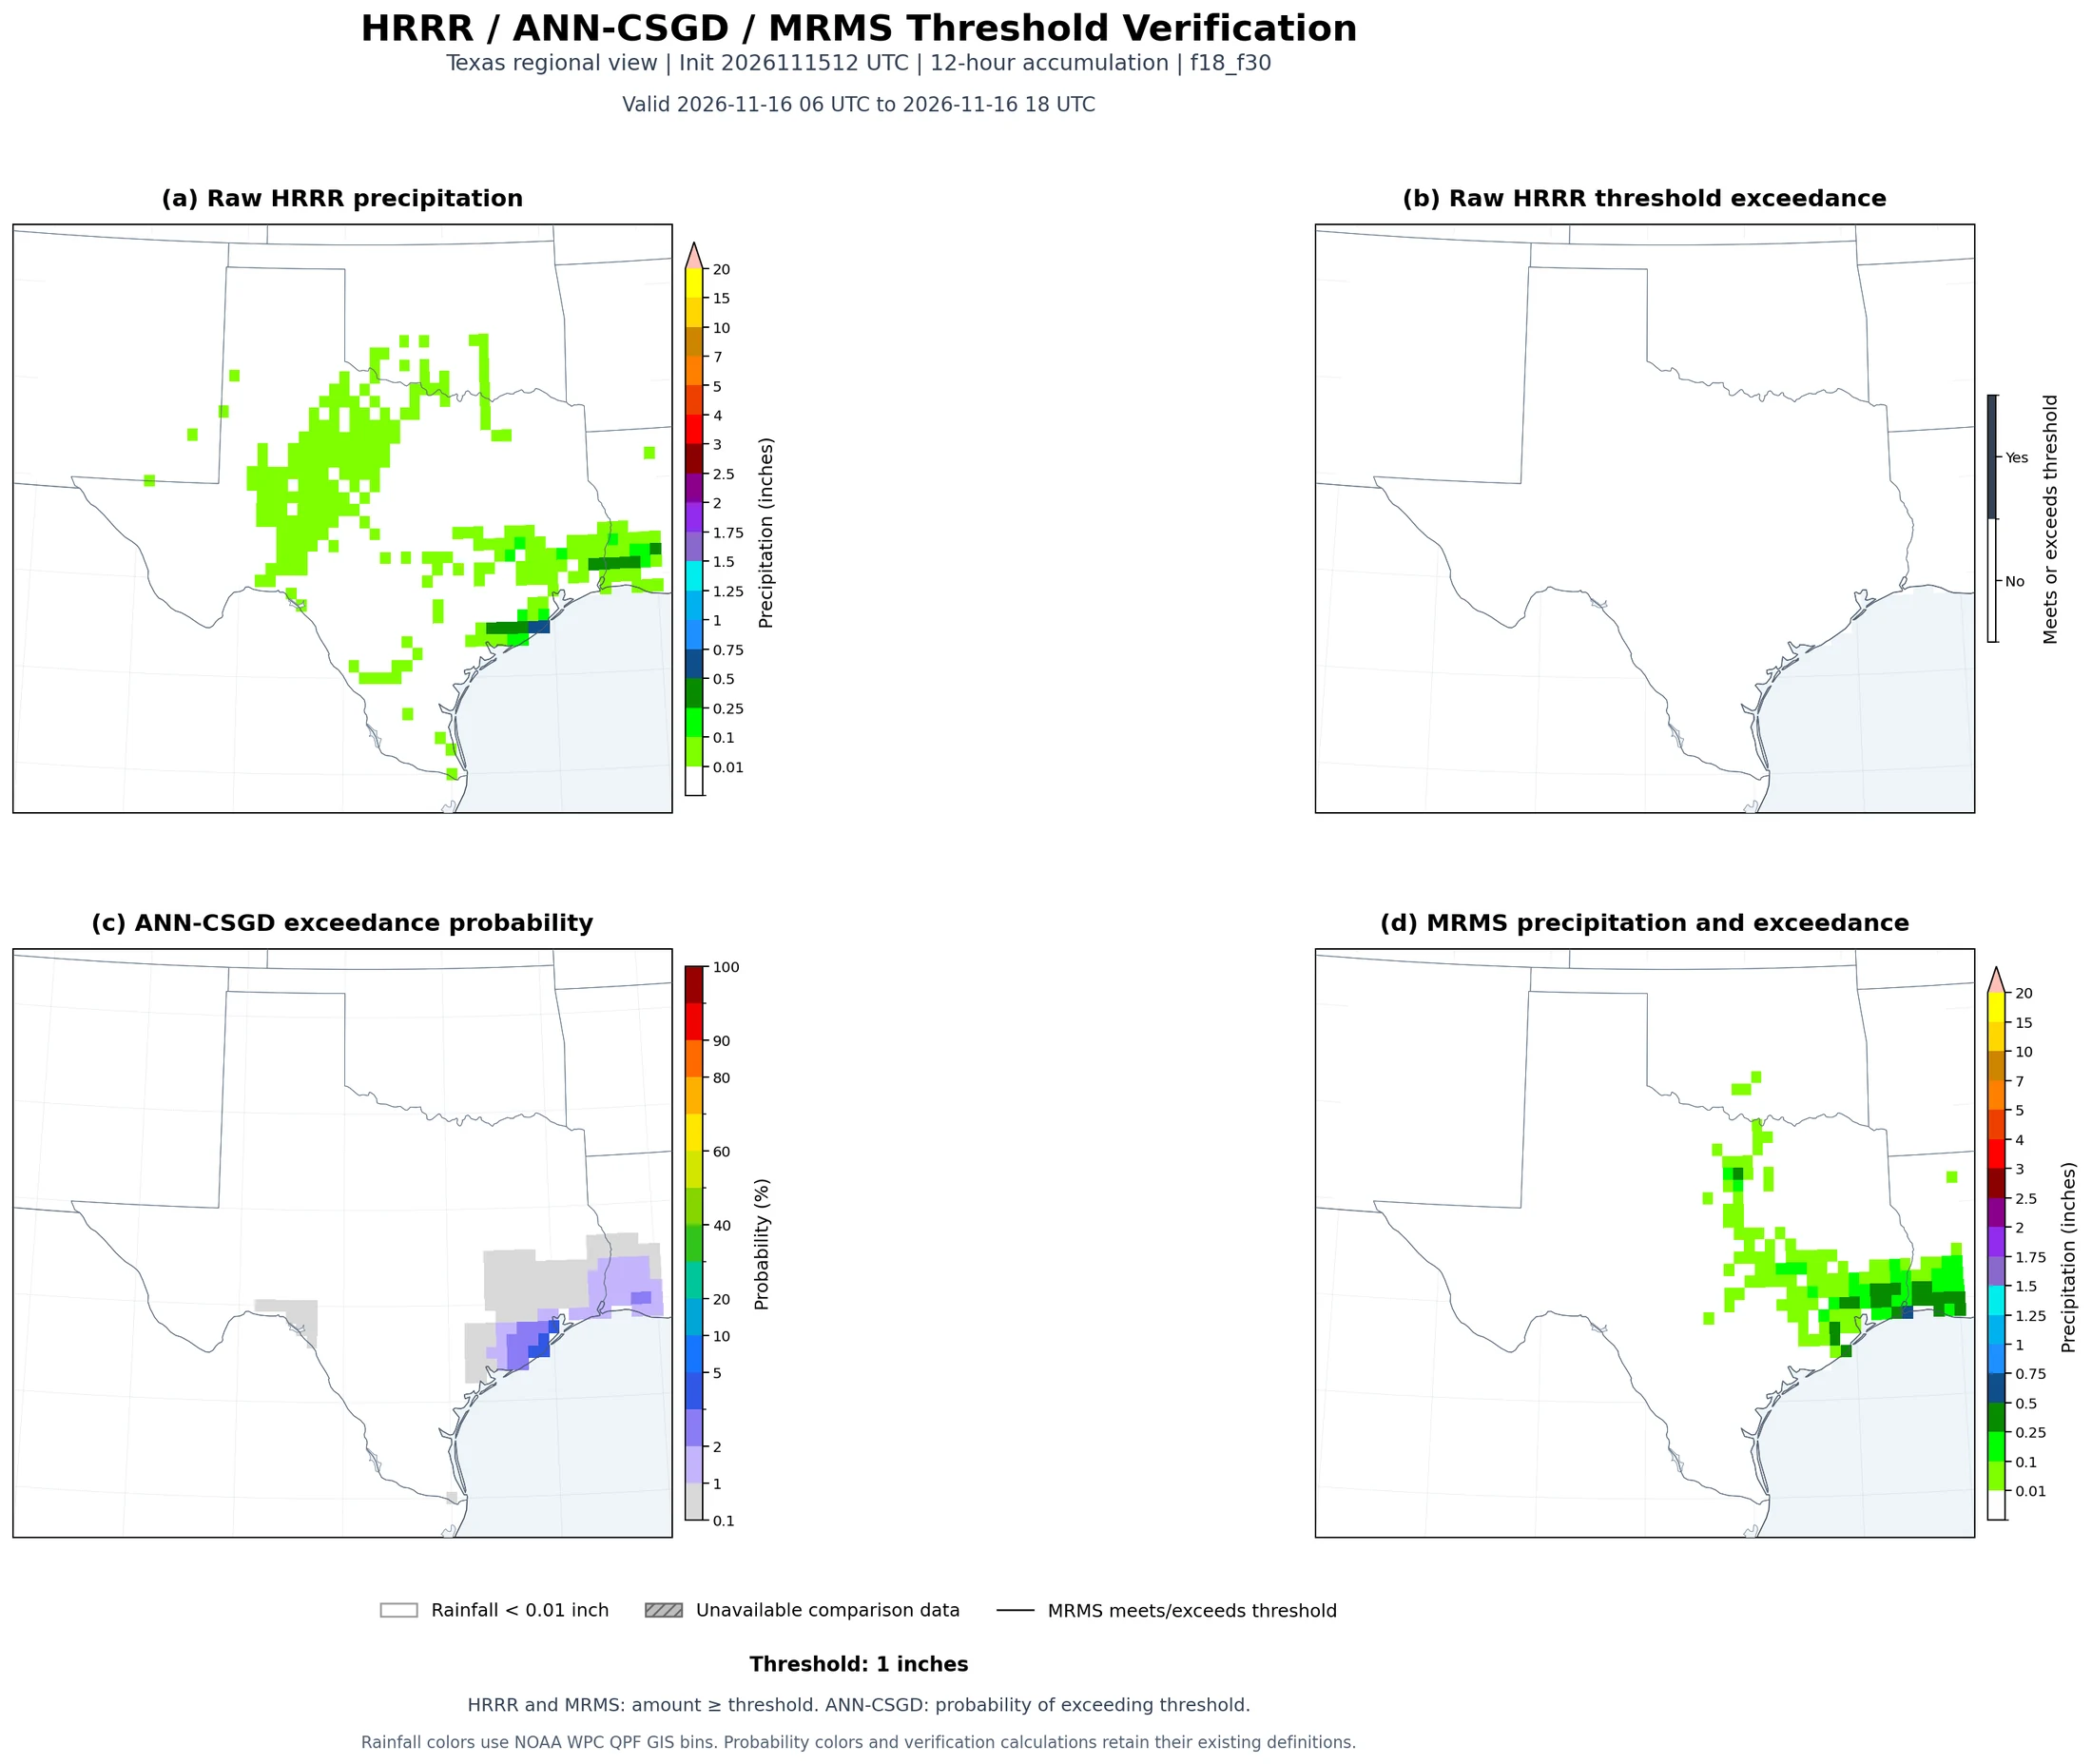 HRRR / ANN-CSGD / MRMS Threshold Verification
Texas regional view | Init 2026111512 UTC | 12-hour accumulation | f18_f30
Valid 2026-11-16 06 UTC to 2026-11-16 18 UTC
(a) Raw HRRR precipitation
20
15
10
7
5
4
3
2.5
2
1.75
1.5
1.25
1
0.75
0.5
0.25
0.1
0.01
Precipitation (inches)
(b) Raw HRRR threshold exceedance
Yes
No
Meets or exceeds threshold
(c) ANN-CSGD exceedance probability
100
90
80
60
40
20
10
5
2
1
0.1
Probability (%)
(d) MRMS precipitation and exceedance
20
15
10
7
5
4
3
2.5
2
1.75
1.5
1.25
1
0.75
0.5
0.25
0.1
0.01
Precipitation (inches)
Rainfall < 0.01 inch
Unavailable comparison data
MRMS meets/exceeds threshold
Threshold: 1 inches
HRRR and MRMS: amount ≥ threshold. ANN-CSGD: probability of exceeding threshold.
Rainfall colors use NOAA WPC QPF GIS bins. Probability colors and verification calculations retain their existing definitions.